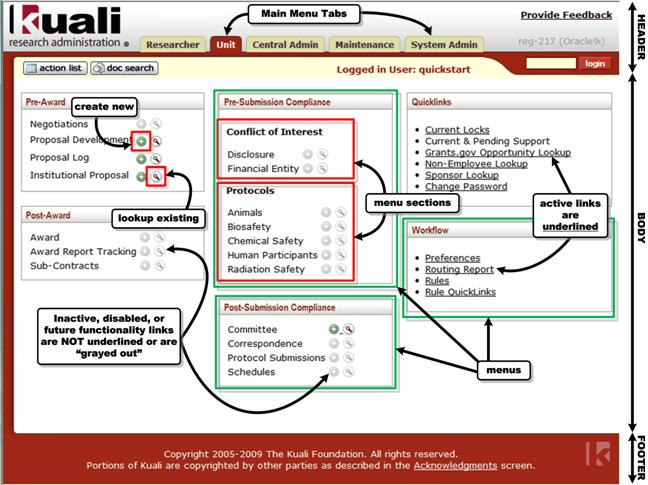 Kuali
research administration
Main Menu Tabs
Provide Feedback
reg-217 (Oracle9i)
Researcher
Unit
Central Admin
Maintenance
System Admin
action list
doc search
Logged in User: quickstart
login
HEADER
BODY
FOOTER
Pre-Award
create new
Negotiations
Proposal Development
Proposal Log
Institutional Proposal
lookup existing
Post-Award
Award
Award Report Tracking
Sub-Contracts
Inactive, disabled, or
future functionality links
are NOT underlined or are
“grayed out”
Pre-Submission Compliance
Conflict of Interest
Disclosure
Financial Entity
Protocols
Animals
Biosafety
Chemical Safety
Human Participants
Radiation Safety
menu sections
Post-Submission Compliance
Committee
Correspondence
Protocol Submissions
Schedules
menus
Quicklinks
Current Locks
Current & Pending Support
Grants.gov Opportunity Lookup
Non-Employee Lookup
Sponsor Lookup
Change Password
active links
are
underlined
Workflow
Preferences
Routing Report
Rules
Rule QuickLinks
Copyright 2005-2009 The Kuali Foundation. All rights reserved.
Portions of Kuali are copyrighted by other parties as described in the Acknowledgments screen.